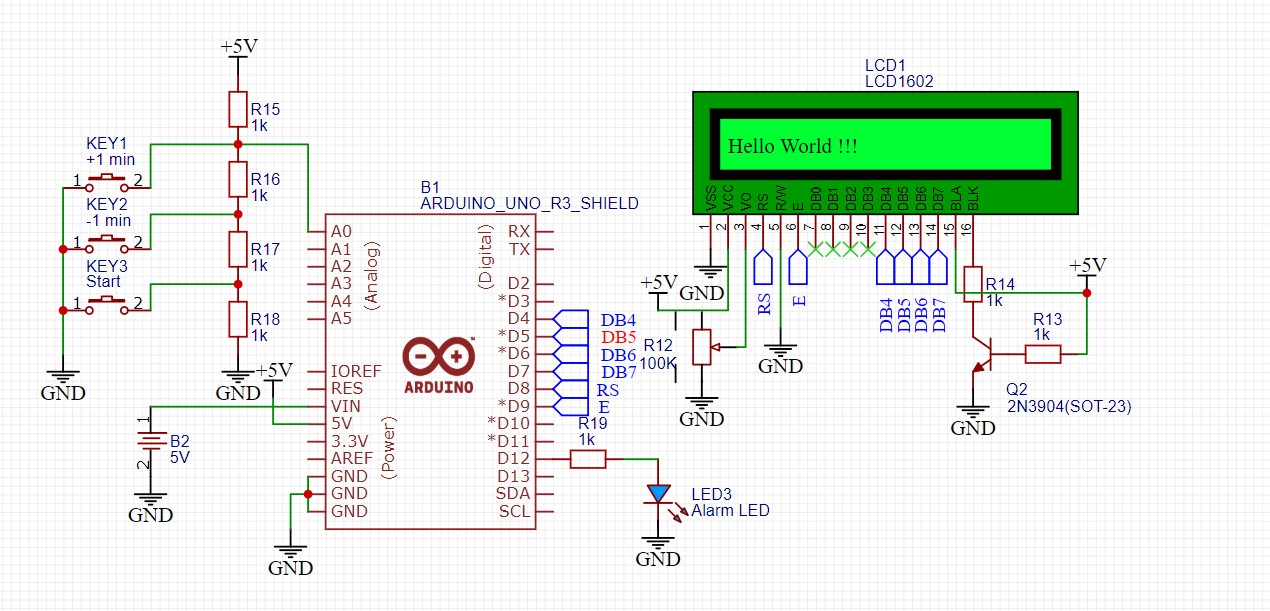 +5V
R15
1k
KEY1
+1 min
1 2
R16
1k
KEY2
-1 min
1 2
R17
1k
KEY3
Start
1 2
R18
1k
GND
GND
+5V
1
B2
5V
2
GND
GND
B1
ARDUINO_UNO_R3_SHIELD
A0
A1
A2
A3
A4
A5
(Analog)
IOREF
RES
VIN
5V
3.3V
AREF
GND
GND
GND
(Power)
ARDUINO
™
(Digital)
RX
TX
D2
*D3
D4
*D5
*D6
D7
D8
*D9
*D10
*D11
D12
D13
SDA
SCL
DB4
DB5
DB6
DB7
RS
E
R19
1k
LED3
Alarm LED
GND
LCD1
LCD1602
Hello World !!!
VSS VCC VO RS R/W E DB0 DB1 DB2 DB3 DB4 DB5 DB6 DB7 BLA BLK
1 2 3 4 5 6 7 8 9 10 11 12 13 14 15 16
GND
+5V
R12
100K
GND
RS
E
GND
DB4 DB5 DB6 DB7
R14
1k
+5V
R13
1k
Q2
2N3904(SOT-23)
GND